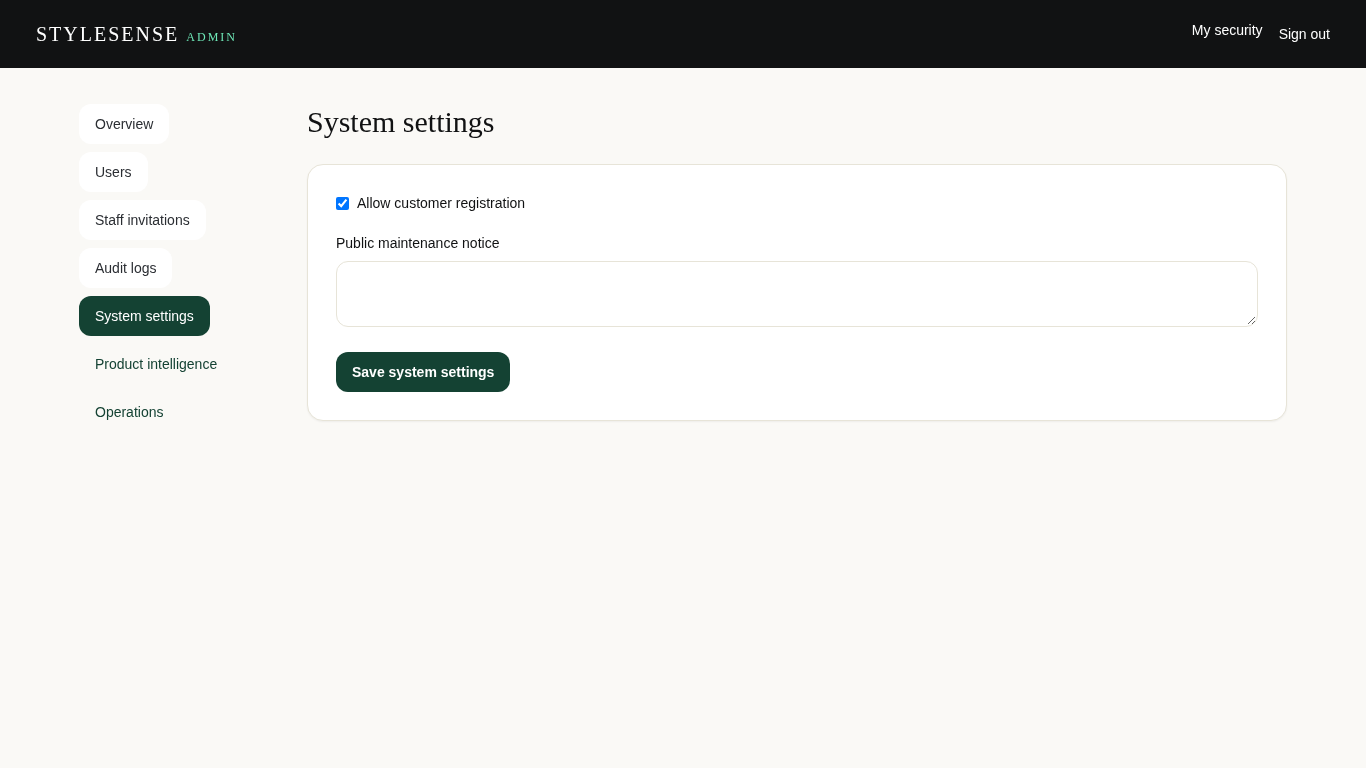 STYLESENSE ADMIN
My security
Sign out
Overview
Users
Staff invitations
Audit logs
System settings
Product intelligence
Operations
System settings
Allow customer registration
Public maintenance notice
Save system settings